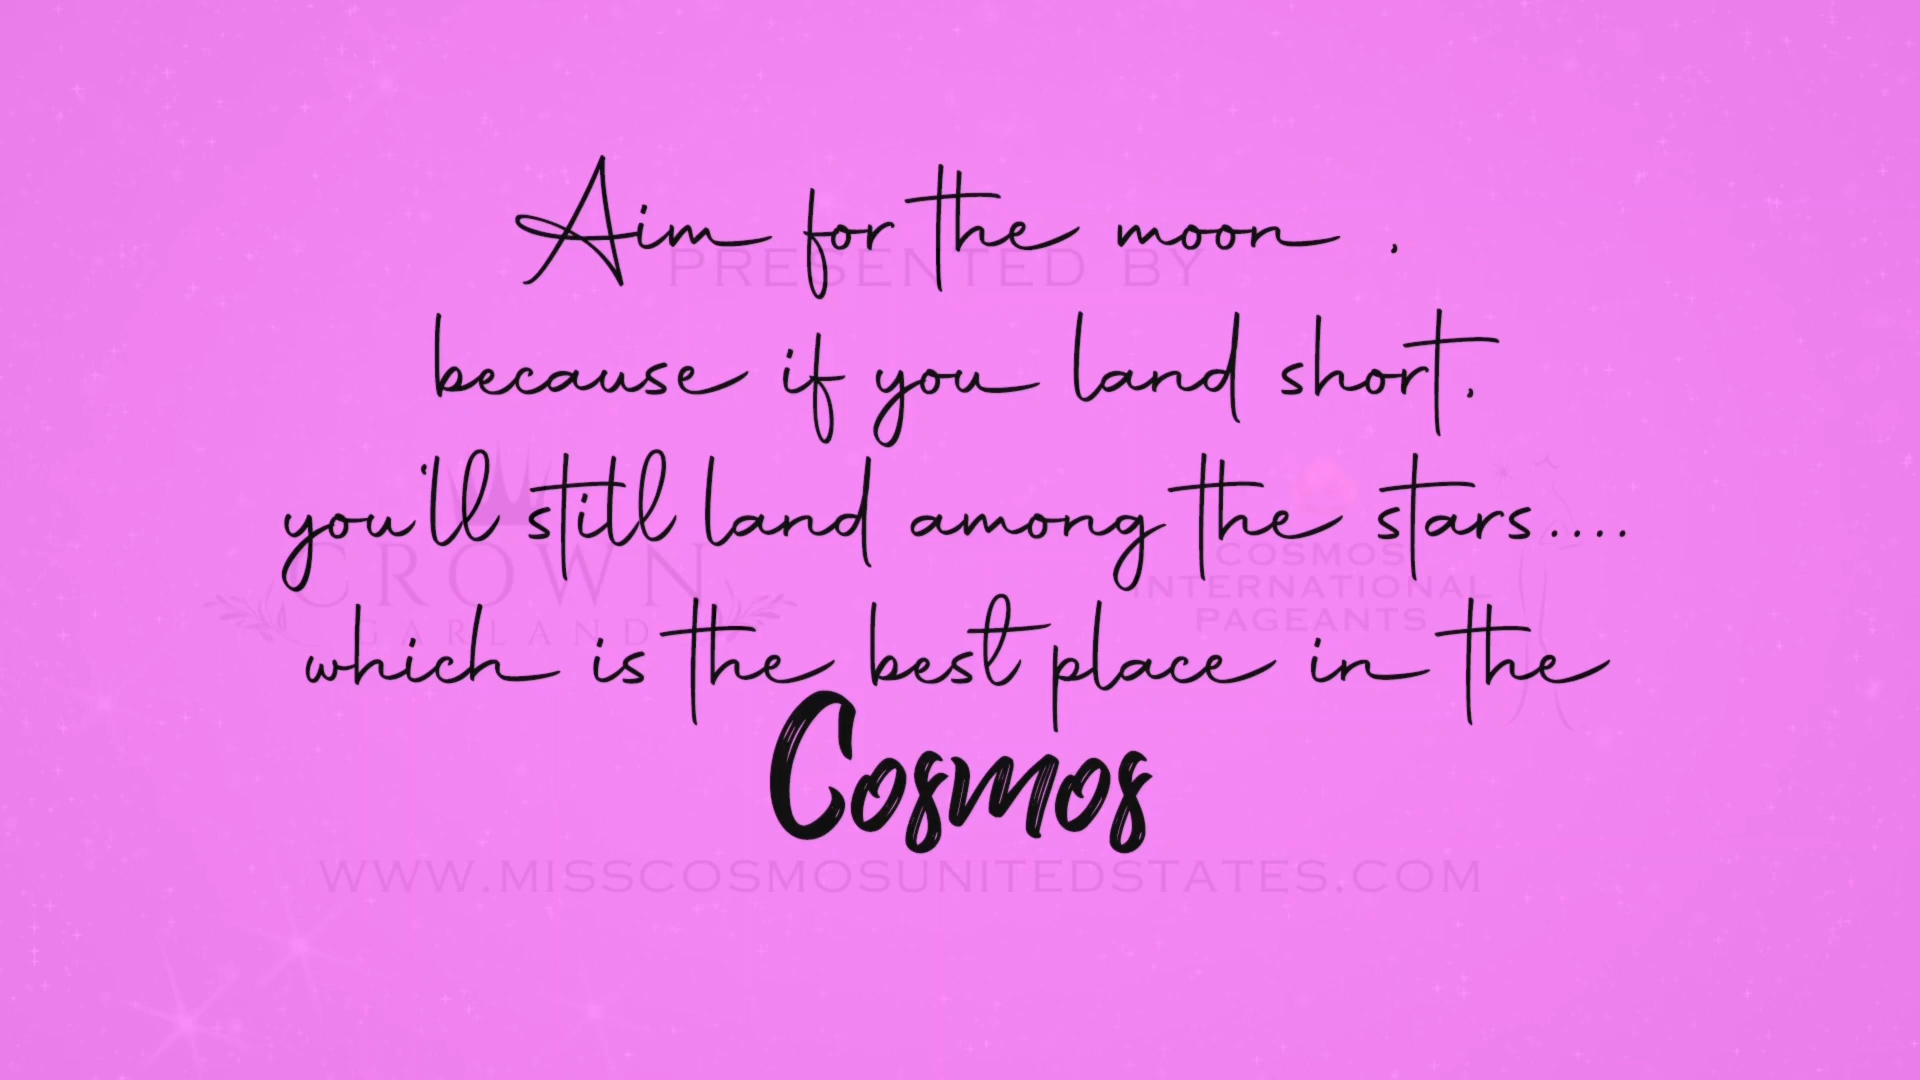 Aim for the moon ,
PRESENTED BY
because if you land short,
you'll still land among the stars....
CROWN
GARLAND
COSMOS
INTERNATIONAL
PAGEANTS
which is the best place in the
Cosmos
WWW.MISSCOSMOSUNITEDSTATES.COM